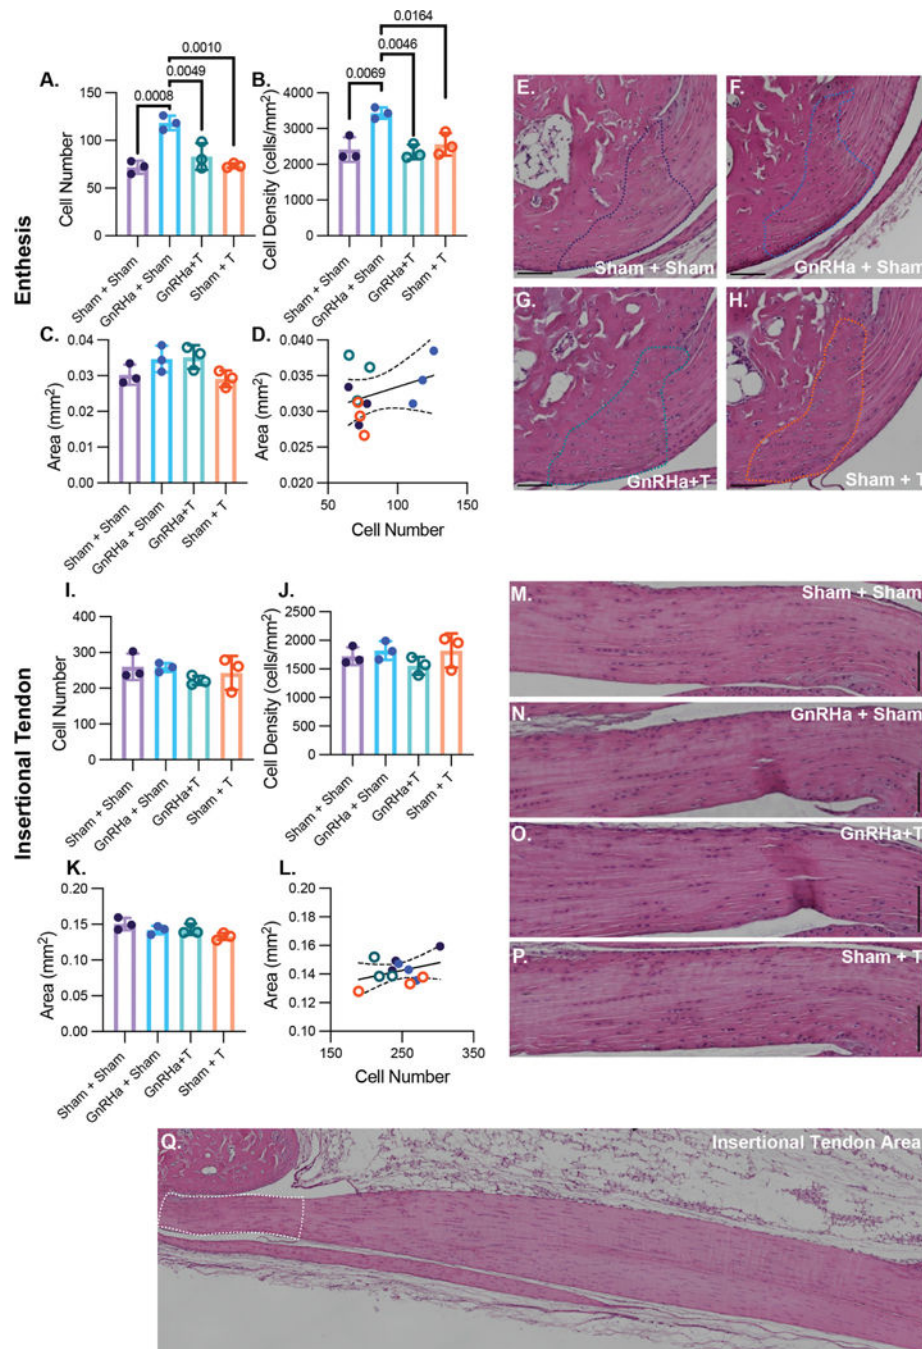 0.0164
0.0010
0.0046
0.0049
0.0069
0.0008
A.
B.
E.
F.
Enthesis
Cell Number
150
100
50
0
Sham + Sham
GnRHa + Sham
GnRHa+T
Sham + T
Cell Density (cells/mm²)
4000
3000
2000
1000
0
Sham + Sham
GnRHa + Sham
GnRHa+T
Sham + T
Sham + Sham
GnRHa + Sham
G.
H.
GnRHa+T
Sham + T
C.
D.
Area (mm²)
0.04
0.03
0.02
0.01
0.00
Sham + Sham
GnRHa + Sham
GnRHa+T
Sham + T
Area (mm²)
0.040
0.035
0.030
0.025
0.020
50
100
150
Cell Number
Insertional Tendon
I.
J.
Cell Number
400
300
200
100
0
Sham + Sham
GnRHa + Sham
GnRHa+T
Sham + T
Cell Density (cells/mm²)
2500
2000
1500
1000
500
0
Sham + Sham
GnRHa + Sham
GnRHa+T
Sham + T
M.
Sham + Sham
N.
GnRHa + Sham
O.
GnRHa+T
P.
Sham + T
K.
L.
Area (mm²)
0.20
0.15
0.10
0.05
0.00
Sham + Sham
GnRHa + Sham
GnRHa+T
Sham + T
Area (mm²)
0.20
0.18
0.16
0.14
0.12
0.10
150
250
350
Cell Number
Q.
Insertional Tendon Area